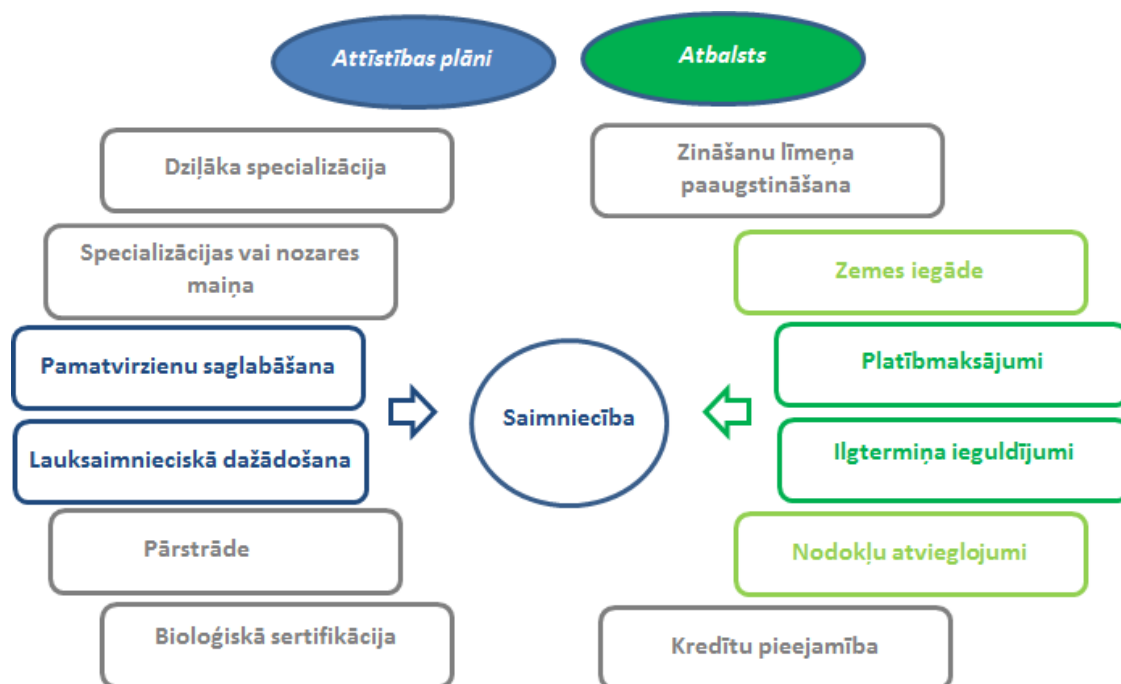 Attīstības plāni
Atbalsts
Dziļāka specializācija
Zināšanu līmeņa
paaugstināšana
Specializācijas vai nozares
maiņa
Zemes iegāde
Pamatvirzienu saglabāšana
Saimniecība
Platībmaksājumi
Lauksaimnieciskā dažādošana
Ilgtermiņa ieguldījumi
Pārstrāde
Nodokļu atvieglojumi
Bioloģiskā sertifikācija
Kredītu pieejamība